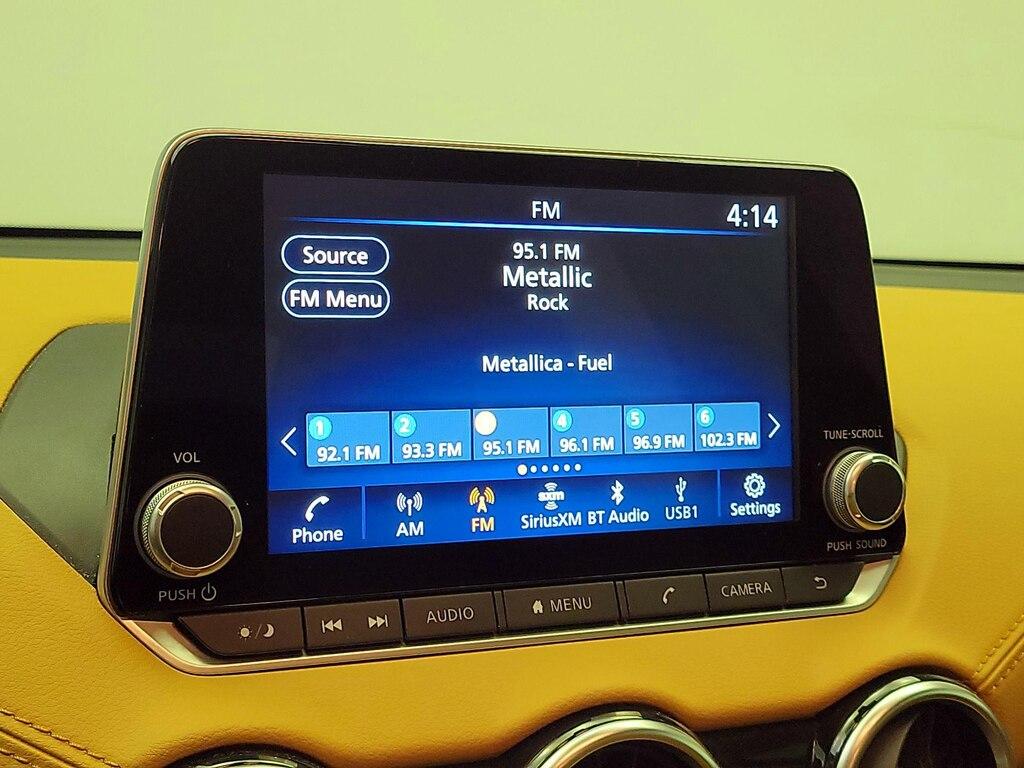 FM
4:14
Source
95.1 FM
Metallic
FM Menu
Rock
Metallica - Fuel
1
2
4
5
6
92.1 FM
93.3 FM
95.1 FM
96.1 FM
96.9 FM
102.3 FM
VOL
TUNE·SCROLL
Phone
AM
FM
sxm
SiriusXM
BT Audio
USB1
Settings
PUSH
PUSH SOUND
AUDIO
MENU
CAMERA